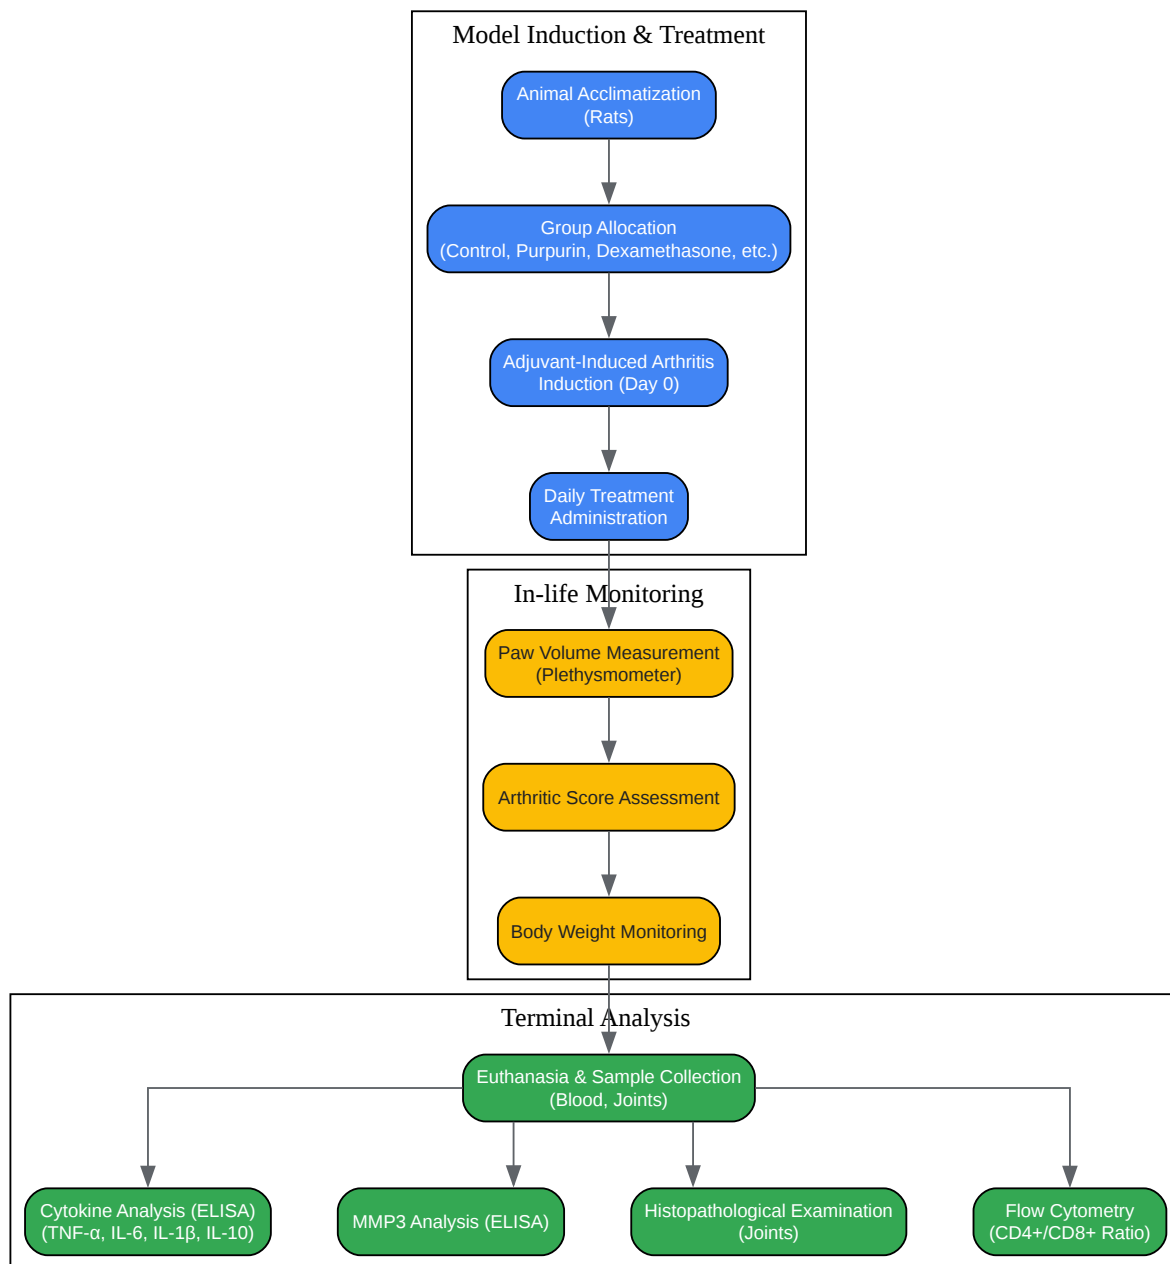 Model Induction & Treatment
Animal Acclimatization
(Rats)
Group Allocation
(Control, Purpurin, Dexamethasone, etc.)
Adjuvant-Induced Arthritis
Induction (Day 0)
Daily Treatment
Administration
In-life Monitoring
Paw Volume Measurement
(Plethysmometer)
Arthritic Score Assessment
Body Weight Monitoring
Terminal Analysis
Euthanasia & Sample Collection
(Blood, Joints)
Cytokine Analysis (ELISA)
(TNF-α, IL-6, IL-1β, IL-10)
MMP3 Analysis (ELISA)
Histopathological Examination
(Joints)
Flow Cytometry
(CD4+/CD8+ Ratio)